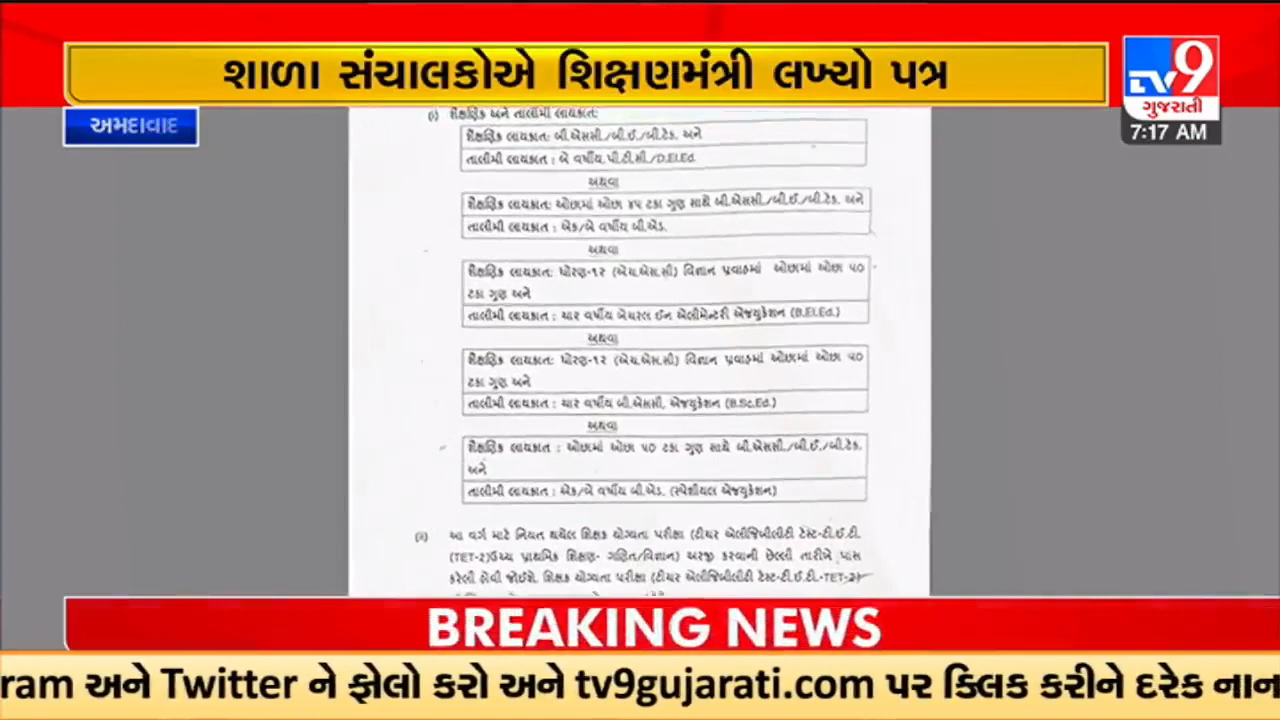 શાળા સંચાલકોએ શિક્ષણમંત્રી લખ્યો પત્ર
TV9
ગુજરાતી
7:17 AM
અમદાવાદ
(i) શૈક્ષણિક અને તાલીમી લાયકાત:
શૈક્ષણિક લાયકાત: બી.એસસી./બી.ઈ./બી.ટેક. અને
તાલીમી લાયકાત : બે વર્ષીય પી.ટી.સી./D.El.Ed.
અથવા
શૈક્ષણિક લાયકાત: ઓછામાં ઓછા ૪૫ ટકા ગુણ સાથે બી.એસસી./બી.ઈ./બી.ટેક. અને
તાલીમી લાયકાત : એક/બે વર્ષીય બી.એડ.
અથવા
શૈક્ષણિક લાયકાત: ધોરણ-૧૨ (એચ.એસ.સી) વિજ્ઞાન પ્રવાહમાં ઓછામાં ઓછા ૫૦
ટકા ગુણ અને
તાલીમી લાયકાત : ચાર વર્ષીય બેચરલ ઈન એલીમેન્ટરી એજયુકેશન (B.El.Ed.)
અથવા
શૈક્ષણિક લાયકાત: ધોરણ-૧૨ (એચ.એસ.સી) વિજ્ઞાન પ્રવાહમાં ઓછામાં ઓછા ૫૦
ટકા ગુણ અને
તાલીમી લાયકાત : ચાર વર્ષીય બી.એસસી. એજયુકેશન (B.Sc.Ed.)
અથવા
શૈક્ષણિક લાયકાત : ઓછામાં ઓછા ૫૦ ટકા ગુણ સાથે બી.એસસી./બી.ઈ./બી.ટેક.
અને
તાલીમી લાયકાત : એક/બે વર્ષીય બી.એડ. (સ્પેશીયલ એજયુકેશન)
(ii) આ વર્ગ માટે નિયત થયેલ શિક્ષક યોગ્યતા પરીક્ષા (ટીચર એલીજિબીલીટી ટેસ્ટ-ટી.ઈ.ટી.
(TET-2)ઉચ્ચ પ્રાથમિક શિક્ષણ- ગણિત/વિજ્ઞાન) અરજી કરવાની છેલ્લી તારીખે પાસ
કરેલી હોવી જોઈશે. શિક્ષક યોગ્યતા પરીક્ષા (ટીચર એલીજિબીલીટી ટેસ્ટ-ટી.ઈ.ટી.-TET-2)
BREAKING NEWS
ram અને Twitter ને ફોલો કરો અને tv9gujarati.com પર ક્લિક કરીને દરેક નાન